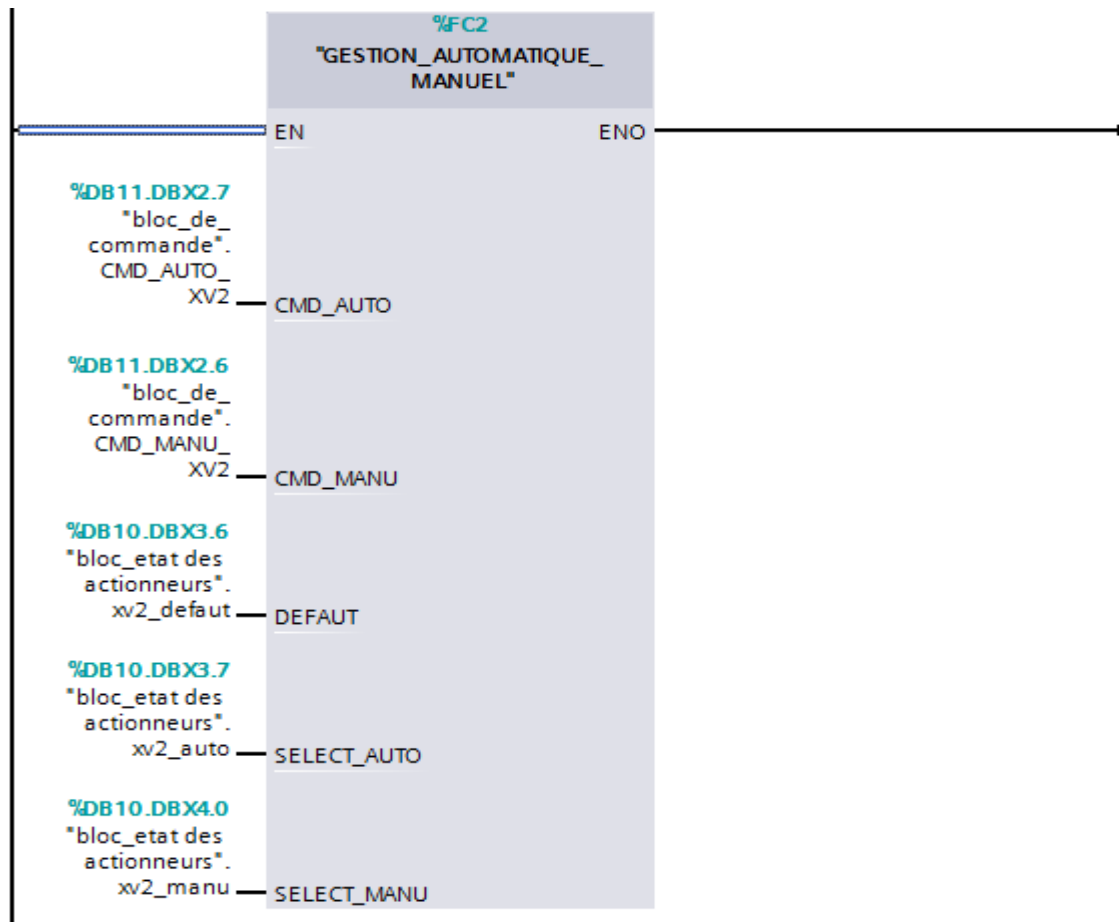 %FC2
"GESTION_AUTOMATIQUE_
MANUEL"
EN
ENO
%DB11.DBX2.7
"bloc_de_
commande".
CMD_AUTO_
XV2
CMD_AUTO
%DB11.DBX2.6
"bloc_de_
commande".
CMD_MANU_
XV2
CMD_MANU
%DB10.DBX3.6
"bloc_etat des
actionneurs".
xv2_defaut
DEFAUT
%DB10.DBX3.7
"bloc_etat des
actionneurs".
xv2_auto
SELECT_AUTO
%DB10.DBX4.0
"bloc_etat des
actionneurs".
xv2_manu
SELECT_MANU